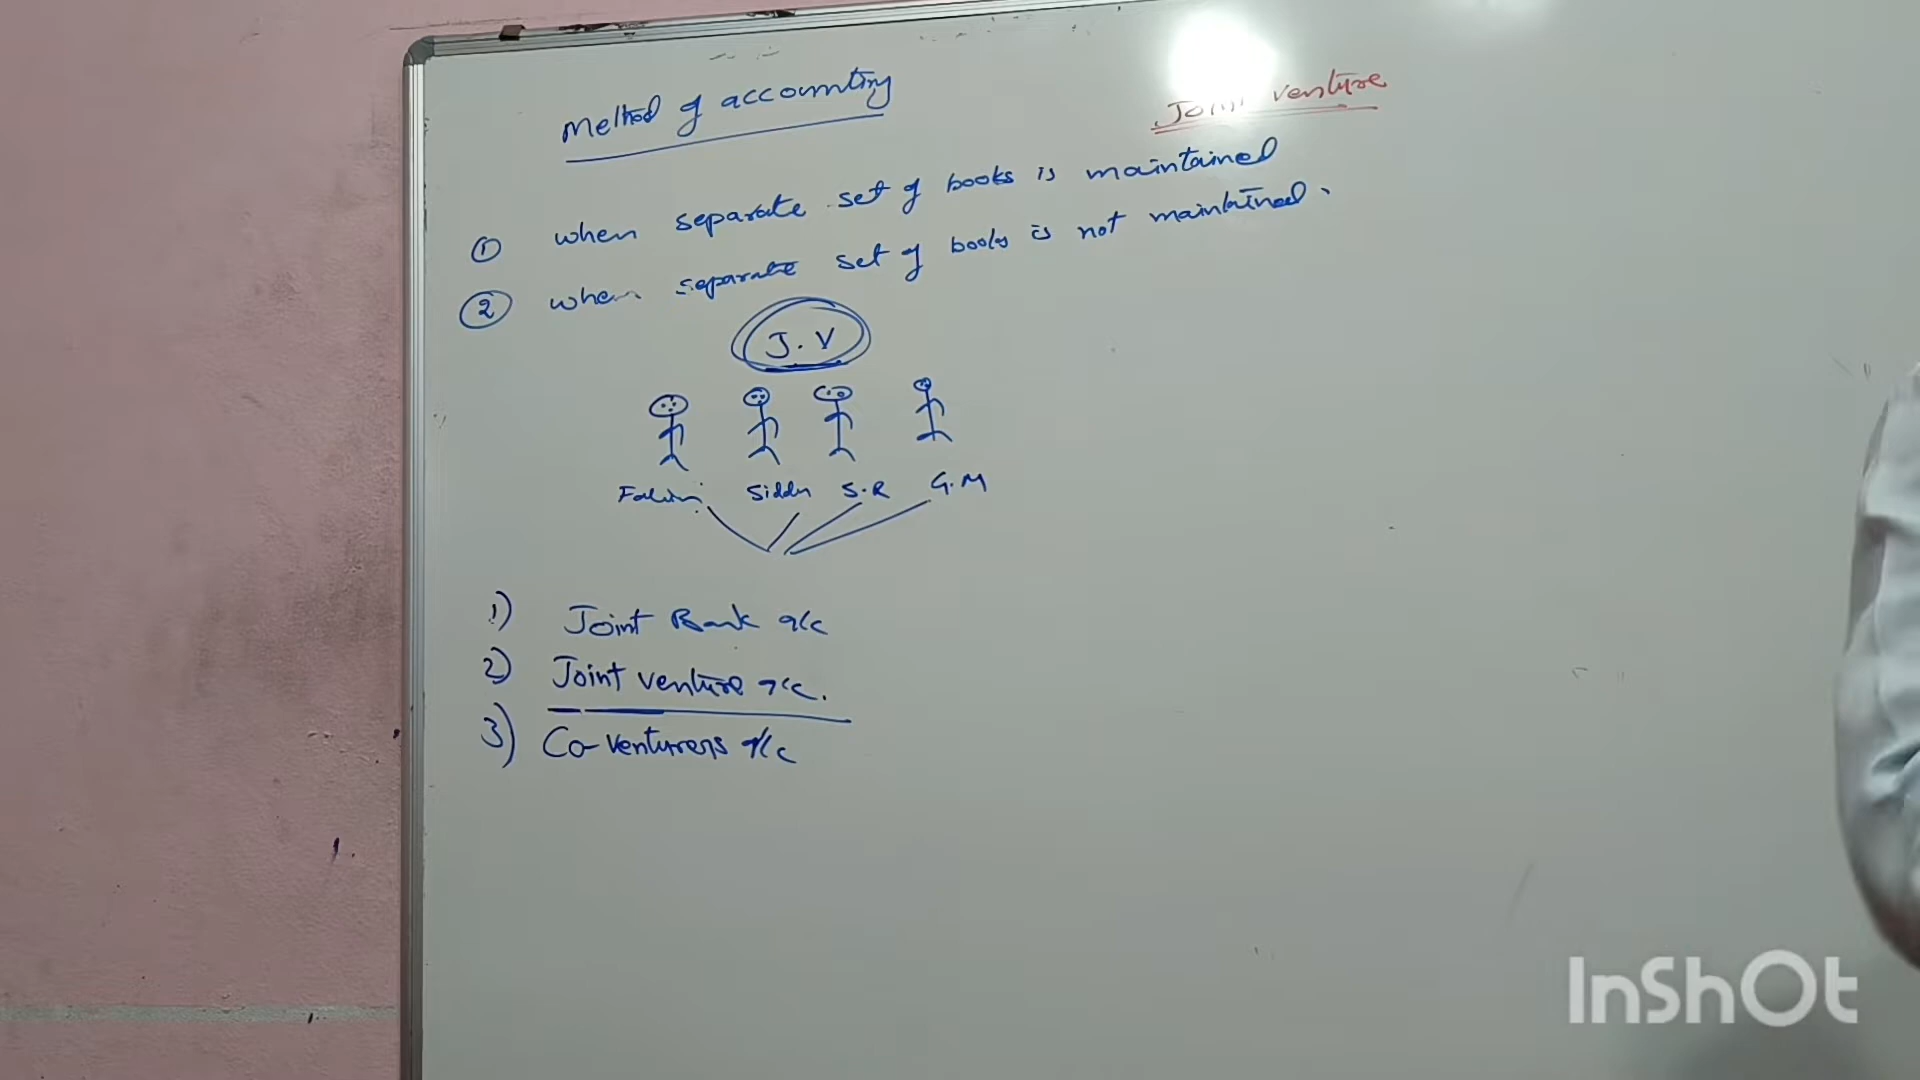 Method of accounting
Joint venture
① when separate set of books is maintained
② when separate set of books is not maintained.
J.V
Siddu S.R G.M
1) Joint Bank a/c
2) Joint venture a/c.
3) Co-venturers a/c
InShOt